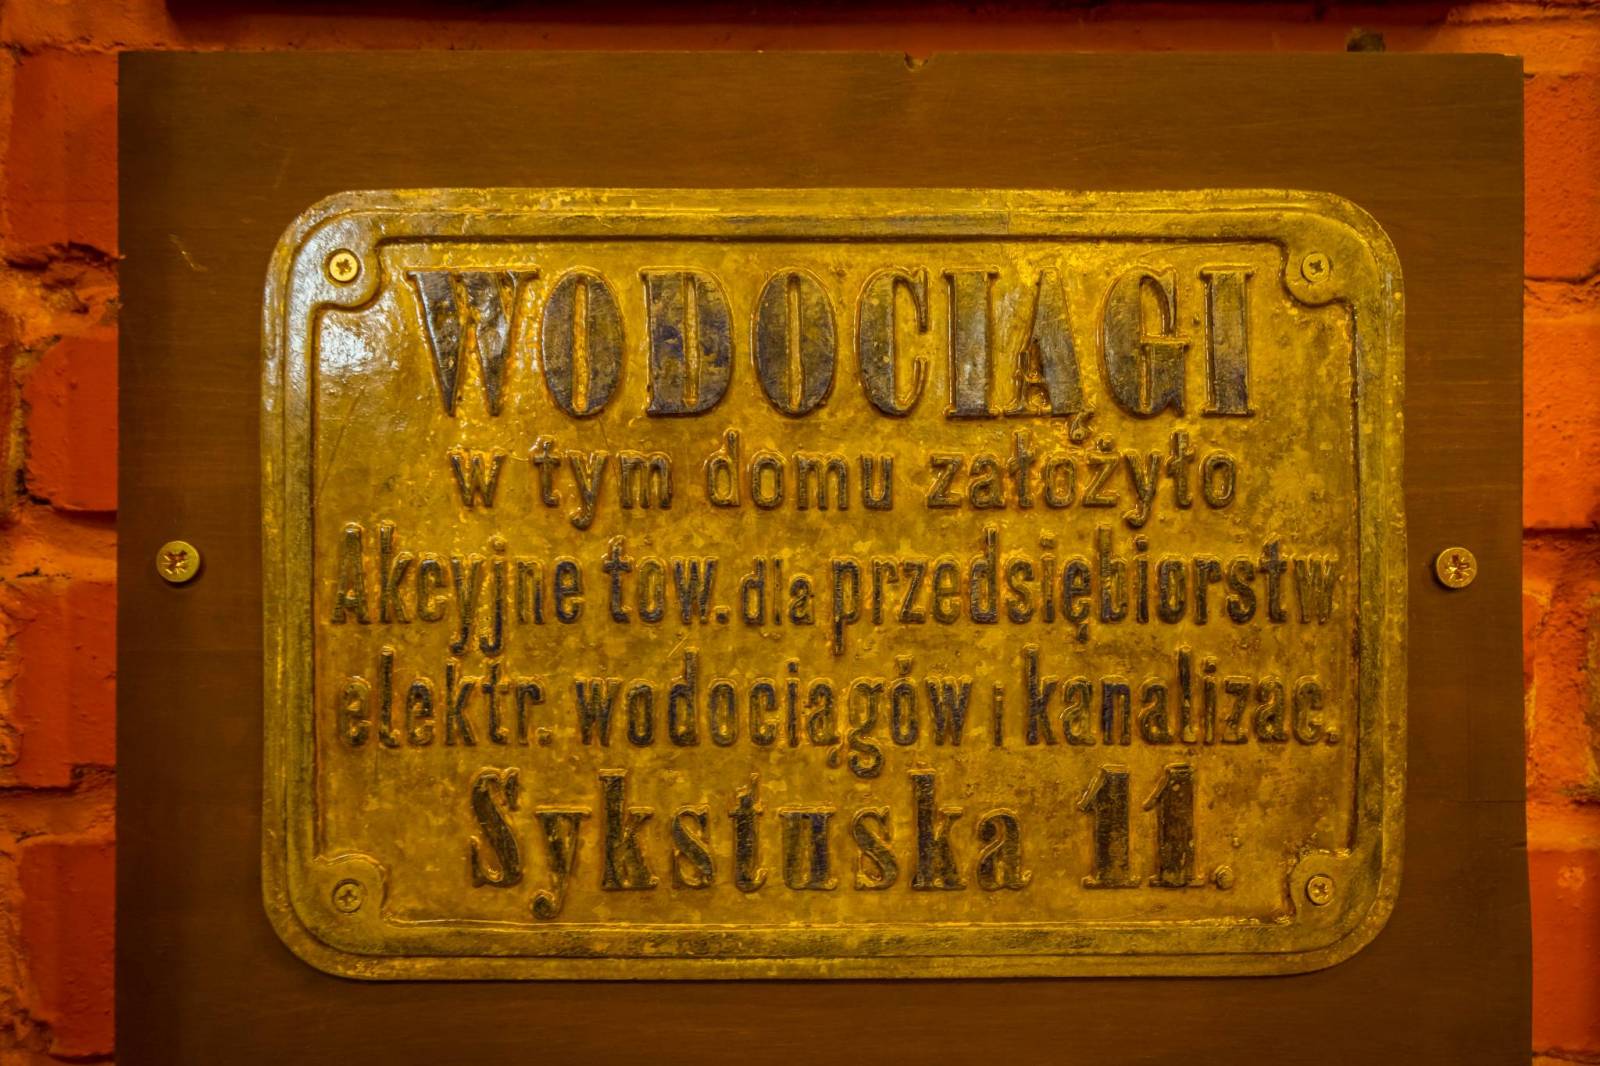 WODOCIĄGI
w tym domu założyło
Akcyjne tow. dla przedsiębiorstw
elektr. wodociągów i kanalizac.
Sykstuska 11.